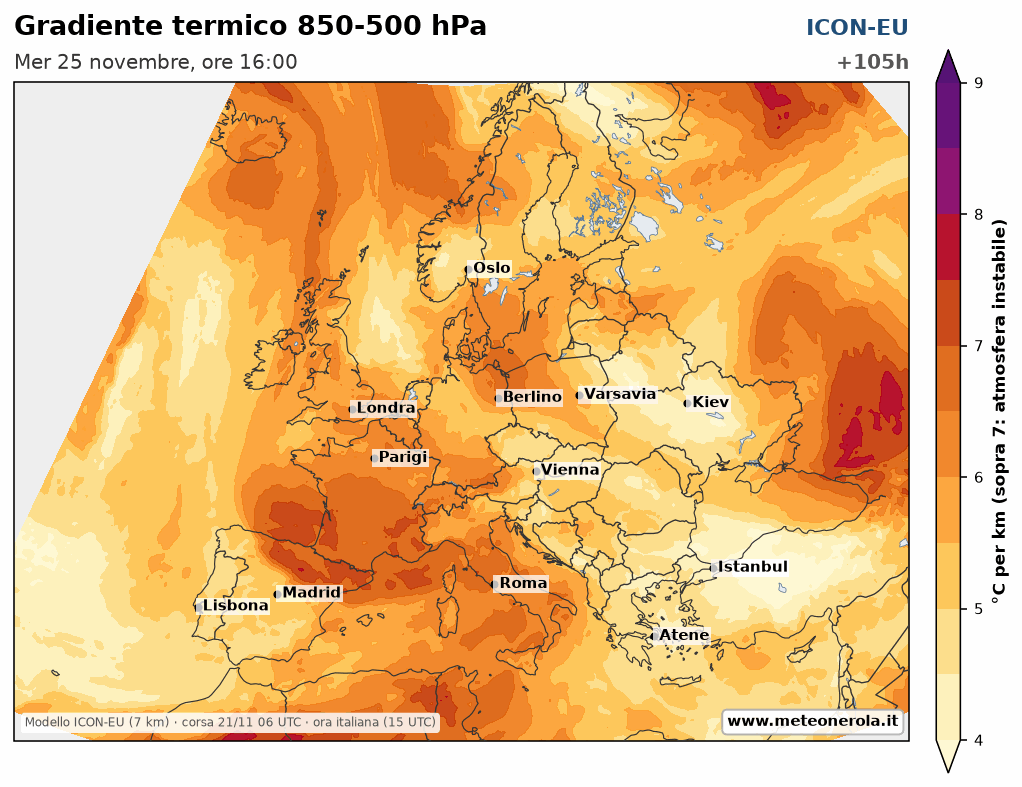 Gradiente termico 850-500 hPa
ICON-EU
Mer 25 novembre, ore 16:00
+105h
Oslo
Berlino
Varsavia
Kiev
Londra
Parigi
Vienna
Istanbul
Roma
Madrid
Lisbona
Atene
Modello ICON-EU (7 km) · corsa 21/11 06 UTC · ora italiana (15 UTC)
www.meteonerola.it
9
8
7
6
5
4
°C per km (sopra 7: atmosfera instabile)